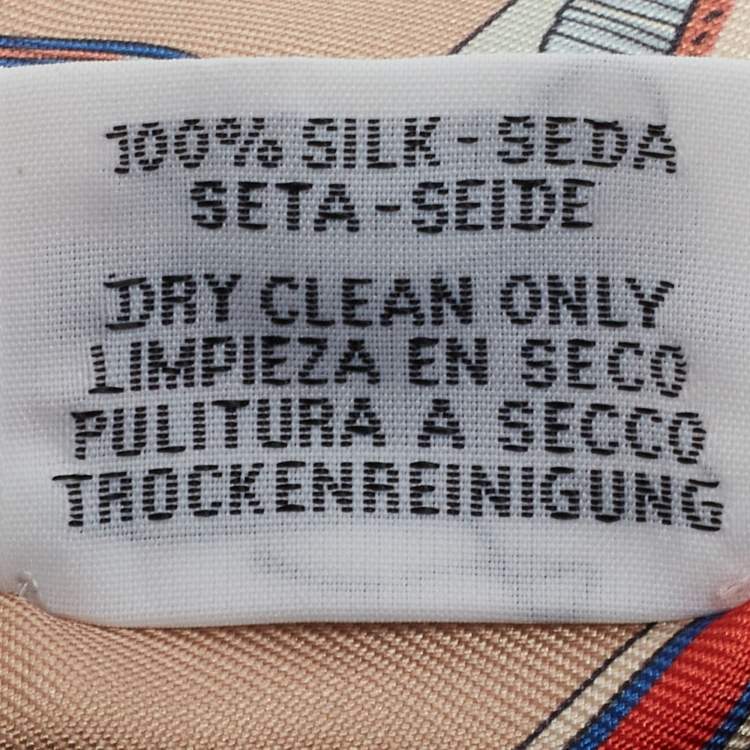 100% SILK - SEDA
SETA - SEIDE
DRY CLEAN ONLY
LIMPIEZA EN SECO
PULITURA A SECCO
TROCKENREINIGUNG